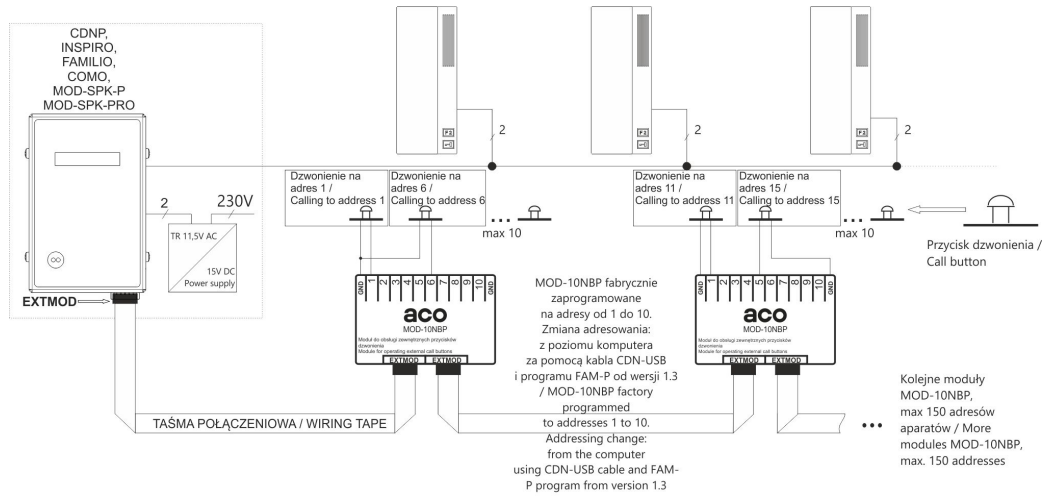 CDNP,
INSPIRO,
FAMILIO,
COMO,
MOD-SPK-P
MOD-SPK-PRO
2
230V
TR 11,5V AC
15V DC
Power supply
EXTMOD
P2
2
P2
2
P2
2
Dzwonienie na
adres 1 /
Calling to address 1
Dzwonienie na
adres 6 /
Calling to address 6
...
max 10
Dzwonienie na
adres 11 /
Calling to address 11
Dzwonienie na
adres 15 /
Calling to address 15
...
max 10
Przycisk dzwonienia /
Call button
GND 1 2 3 4 5 6 7 8 9 10 GND
aco
MOD-10NBP
Moduł do obsługi zewnętrznych przycisków
dzwonienia
Module for operating external call buttons
EXTMOD EXTMOD
MOD-10NBP fabrycznie
zaprogramowane
na adresy od 1 do 10.
Zmiana adresowania:
z poziomu komputera
za pomocą kabla CDN-USB
i programu FAM-P od wersji 1.3
/ MOD-10NBP factory
programmed
to addresses 1 to 10.
Addressing change:
from the computer
using CDN-USB cable and FAM-
P program from version 1.3
GND 1 2 3 4 5 6 7 8 9 10 GND
aco
MOD-10NBP
Moduł do obsługi zewnętrznych przycisków
dzwonienia
Module for operating external call buttons
EXTMOD EXTMOD
TAŚMA POŁĄCZENIOWA / WIRING TAPE
...
Kolejne moduły
MOD-10NBP,
max 150 adresów
aparatów / More
modules MOD-10NBP,
max. 150 addresses